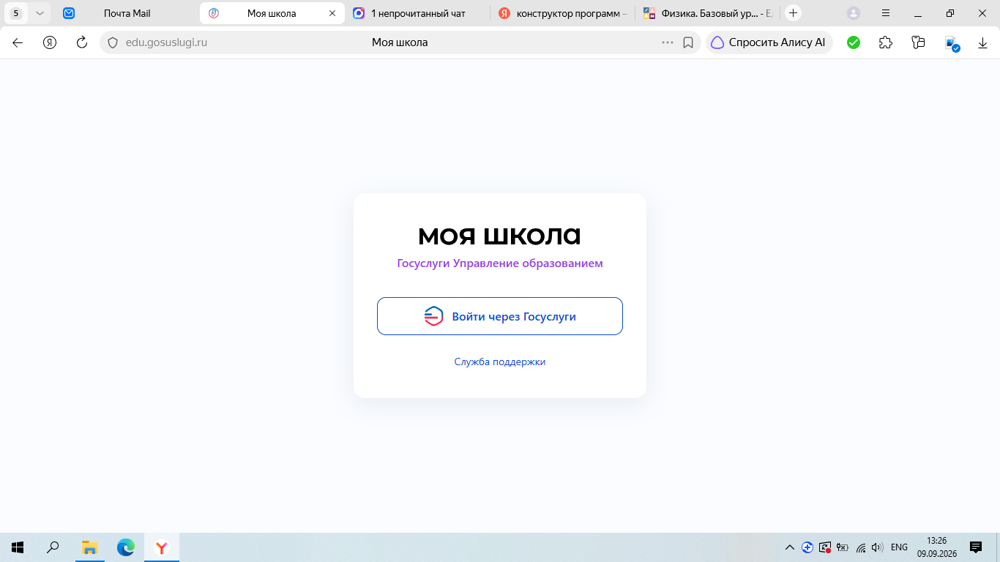 5
Почта Mail
Моя школа
1 непрочитанный чат
Я
конструктор программ –
Физика. Базовый ур... - Е
Я
edu.gosuslugi.ru
Моя школа
Спросить Алису AI
моя школа
Госуслуги Управление образованием
Войти через Госуслуги
Служба поддержки
ENG
13:26
09.09.2026